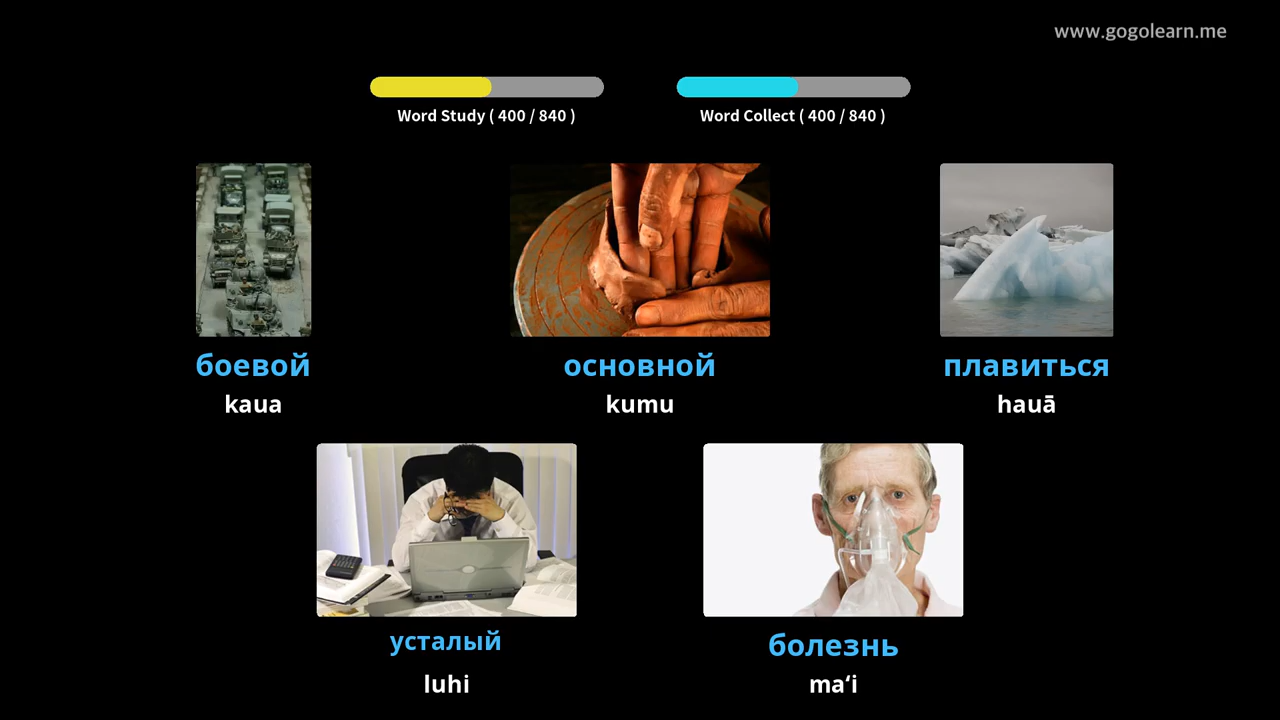 www.gogolearn.me
Word Study ( 400 / 840 )
Word Collect ( 400 / 840 )
боевой
kaua
основной
kumu
плавиться
hauā
усталый
luhi
болезнь
maʻi